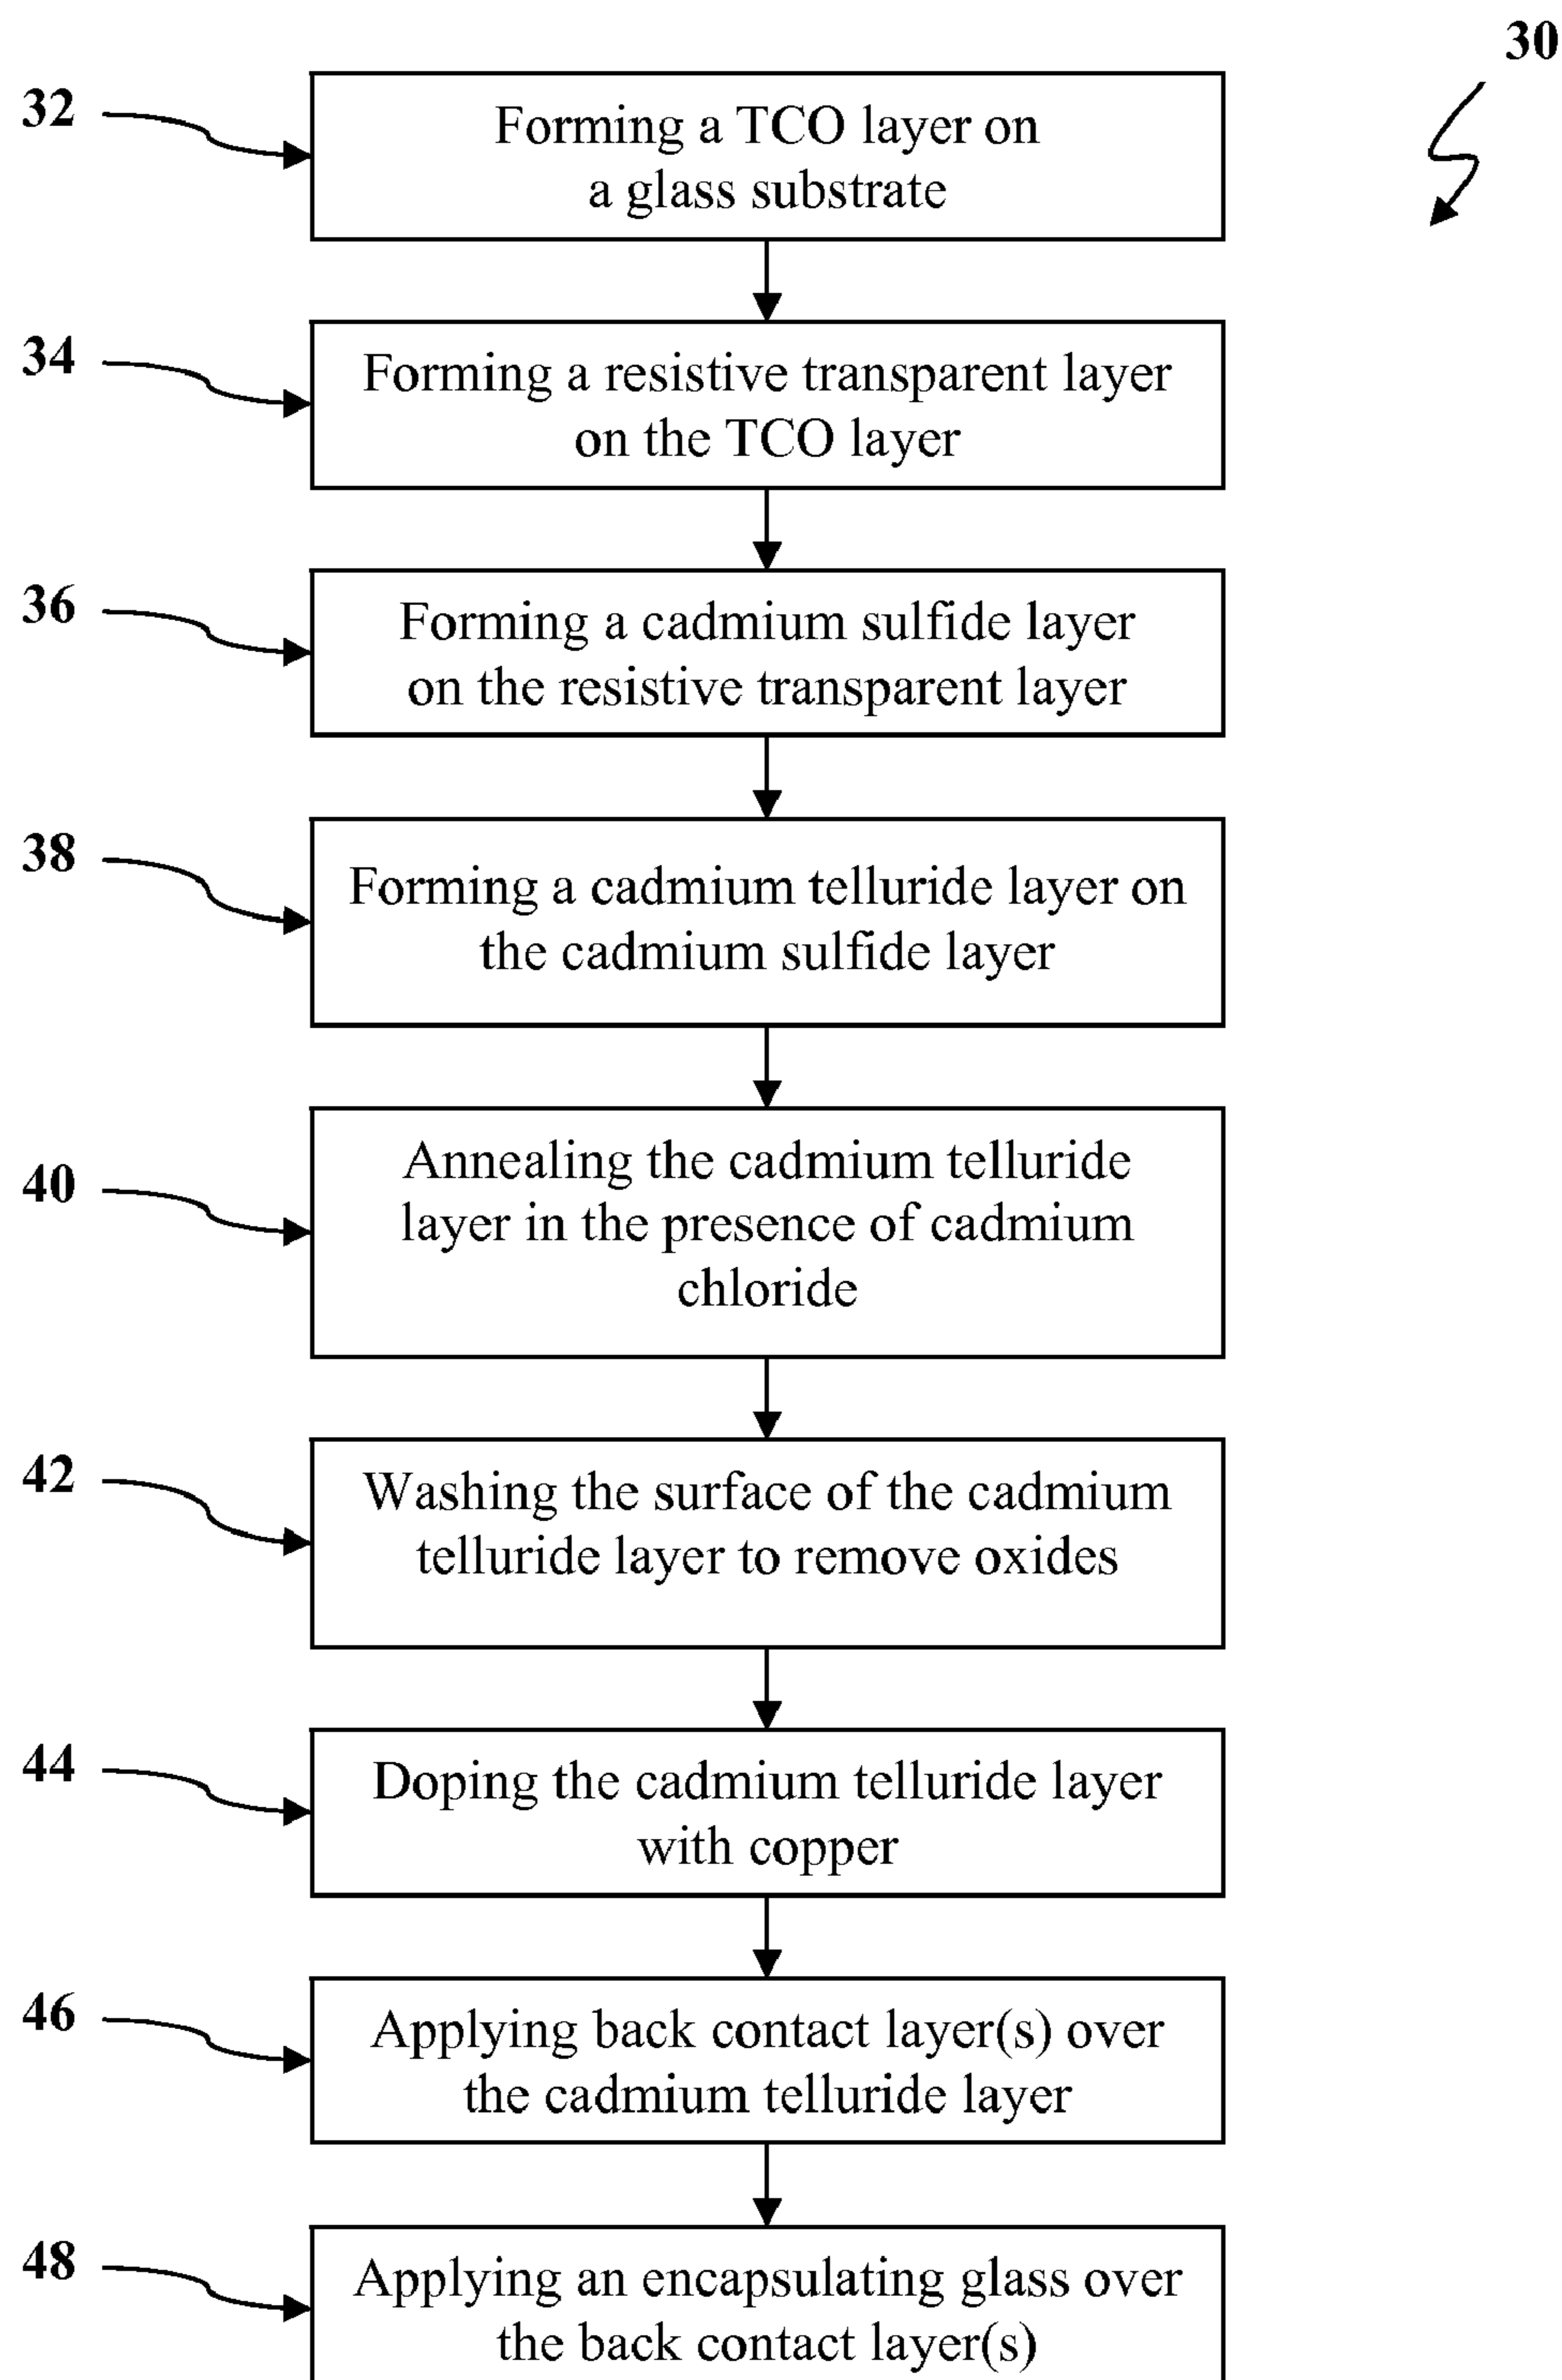 30
32
Forming a TCO layer on
a glass substrate
34
Forming a resistive transparent layer
on the TCO layer
36
Forming a cadmium sulfide layer
on the resistive transparent layer
38
Forming a cadmium telluride layer on
the cadmium sulfide layer
40
Annealing the cadmium telluride
layer in the presence of cadmium
chloride
42
Washing the surface of the cadmium
telluride layer to remove oxides
44
Doping the cadmium telluride layer
with copper
46
Applying back contact layer(s) over
the cadmium telluride layer
48
Applying an encapsulating glass over
the back contact layer(s)